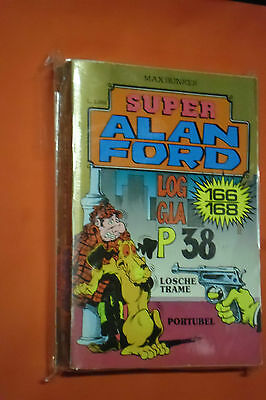 MAX BUNKER
SUPER
ALAN
FORD
LOG
GIA
P 38
166
168
LOSCHE
TRAME
PORTUBEL